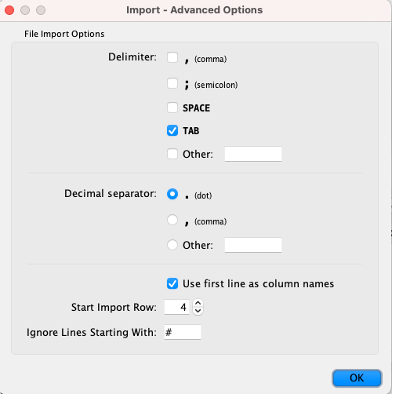 Import - Advanced Options
File Import Options
Delimiter: , (comma)
; (semicolon)
SPACE
TAB
Other:
Decimal separator: . (dot)
, (comma)
Other:
Use first line as column names
Start Import Row: 4
Ignore Lines Starting With: #
OK